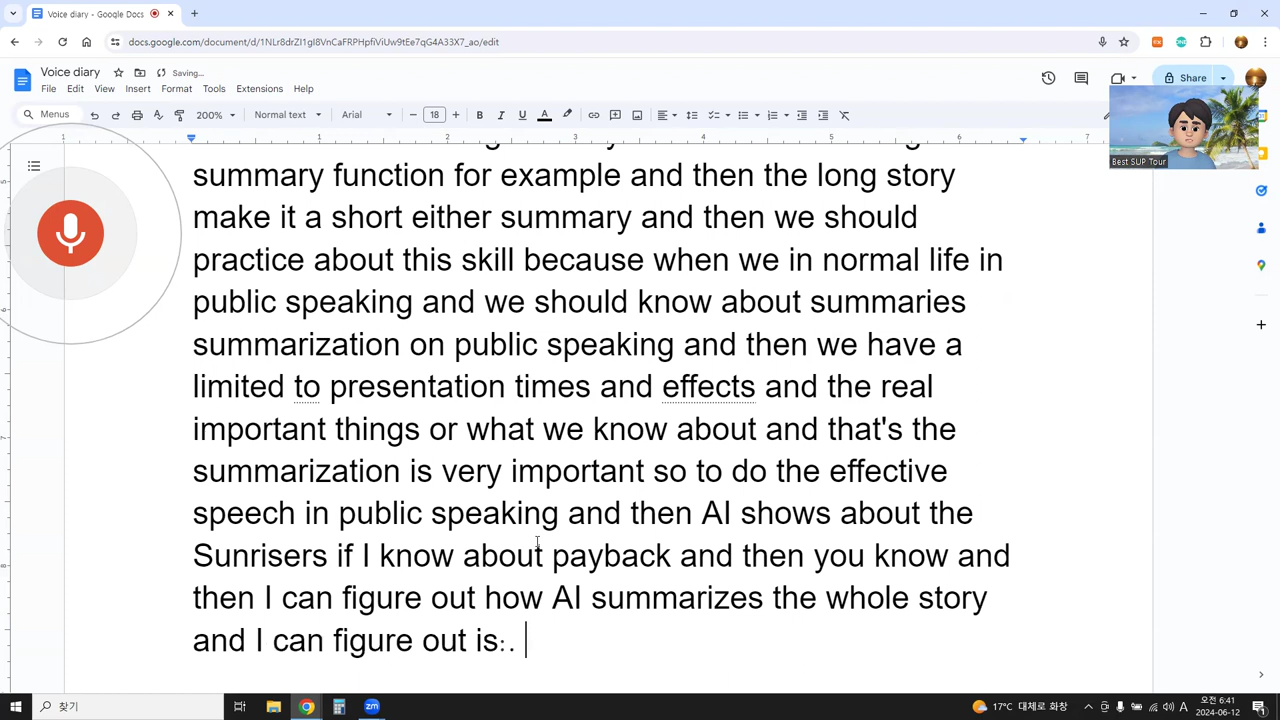 Voice diary - Google Docs
docs.google.com/document/d/1NLr8drZI1gI8VnCaFRPHpfiViUw9tEe7qG4A33X7_ao/edit
Voice diary
Saving...
File Edit View Insert Format Tools Extensions Help
Share
Menus
200%
Normal text
Arial
18
Best SUP Tour
summary function for example and then the long story
make it a short either summary and then we should
practice about this skill because when we in normal life in
public speaking and we should know about summaries
summarization on public speaking and then we have a
limited to presentation times and effects and the real
important things or what we know about and that's the
summarization is very important so to do the effective
speech in public speaking and then AI shows about the
Sunrisers if I know about payback and then you know and
then I can figure out how AI summarizes the whole story
and I can figure out is:.
찾기
17°C 대체로 화창
A
오전 6:41
2024-06-12